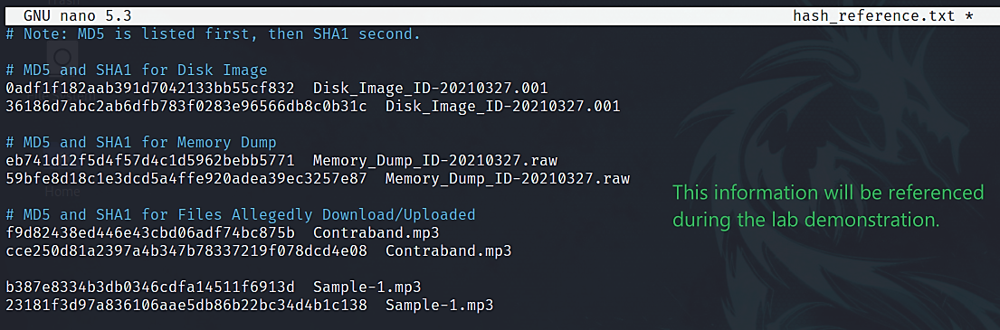 GNU nano 5.3 hash_reference.txt *
# Note: MD5 is listed first, then SHA1 second.
# MD5 and SHA1 for Disk Image
0adf1f182aab391d7042133bb55cf832 Disk_Image_ID-20210327.001
36186d7abc2ab6dfb783f0283e96566db8c0b31c Disk_Image_ID-20210327.001
# MD5 and SHA1 for Memory Dump
eb741d12f5d4f57d4c1d5962bebb5771 Memory_Dump_ID-20210327.raw
59bfe8d18c1e3dcd5a4ffe920adea39ec3257e87 Memory_Dump_ID-20210327.raw
# MD5 and SHA1 for Files Allegedly Download/Uploaded
f9d82438ed446e43cbd06adf74bc875b Contraband.mp3
cce250d81a2397a4b347b78337219f078dcd4e08 Contraband.mp3
b387e8334b3db0346cdfa14511f6913d Sample-1.mp3
23181f3d97a836106aae5db86b22bc34d4b1c138 Sample-1.mp3
This information will be referenced
during the lab demonstration.
Home